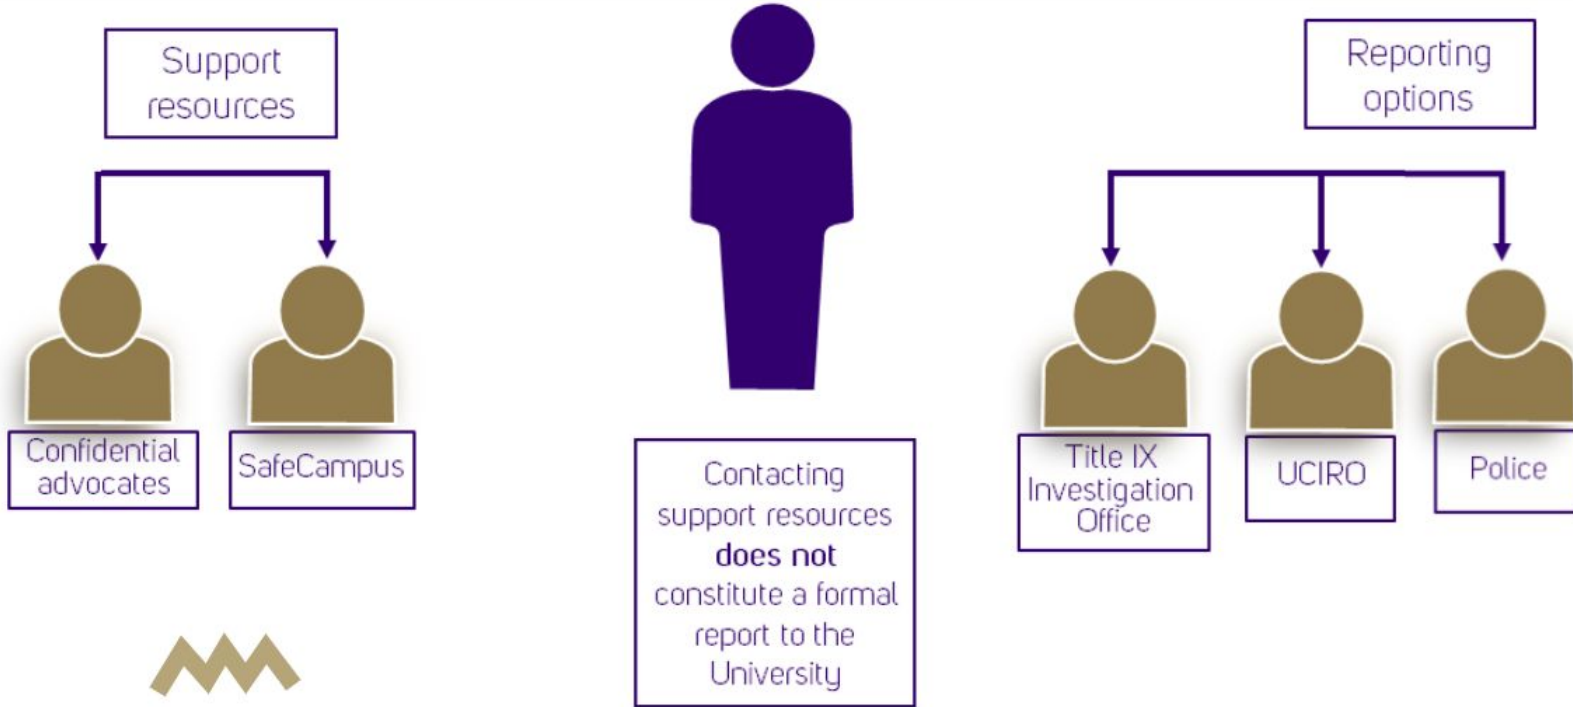 Support
resources
Confidential
advocates
SafeCampus
Contacting
support resources
does not
constitute a formal
report to the
University
Reporting
options
Title IX
Investigation
Office
UCIRO
Police